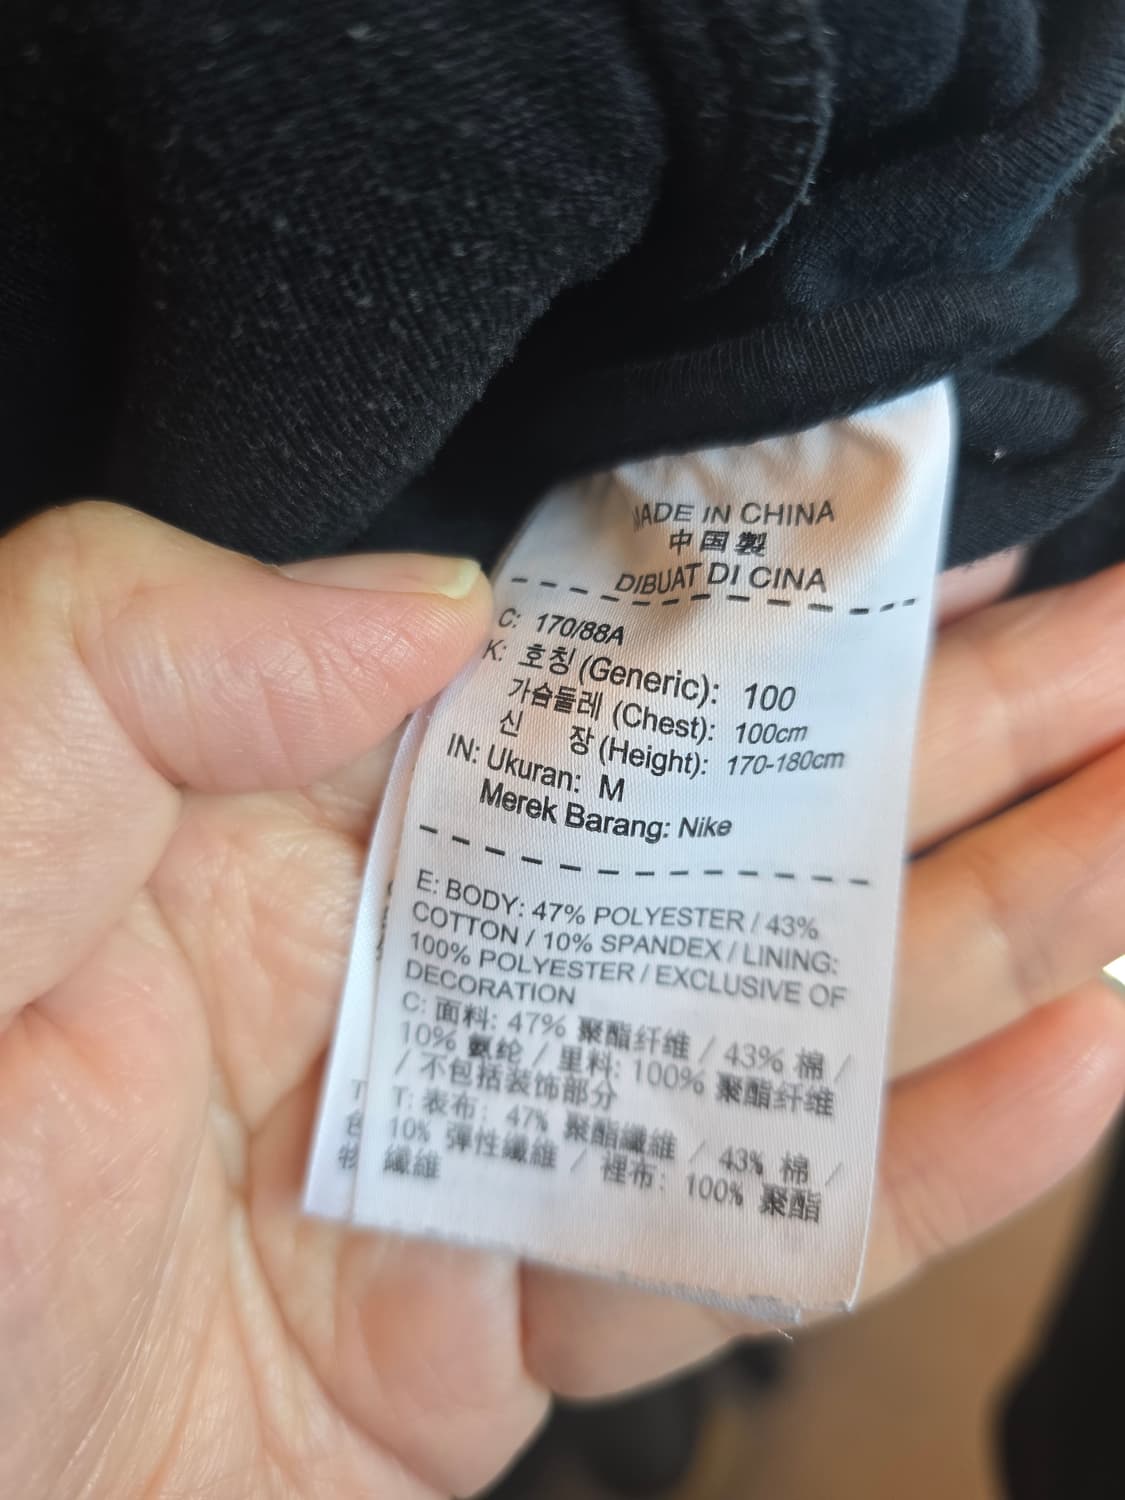 MADE IN CHINA
中国製
DIBUAT DI CINA
C: 170/88A
K: 호칭 (Generic): 100
가슴둘레 (Chest): 100cm
신 장 (Height): 170-180cm
IN: Ukuran: M
Merek Barang: Nike
E: BODY: 47% POLYESTER / 43%
COTTON / 10% SPANDEX / LINING:
100% POLYESTER / EXCLUSIVE OF
DECORATION
C: 面料: 47% 聚酯纤维 / 43% 棉 /
10% 氨纶 / 里料: 100% 聚酯纤维
/ 不包括装饰部分
T: 表布: 47% 聚酯纖維 / 43% 棉 /
10% 彈性纖維 / 裡布: 100% 聚酯
纖維